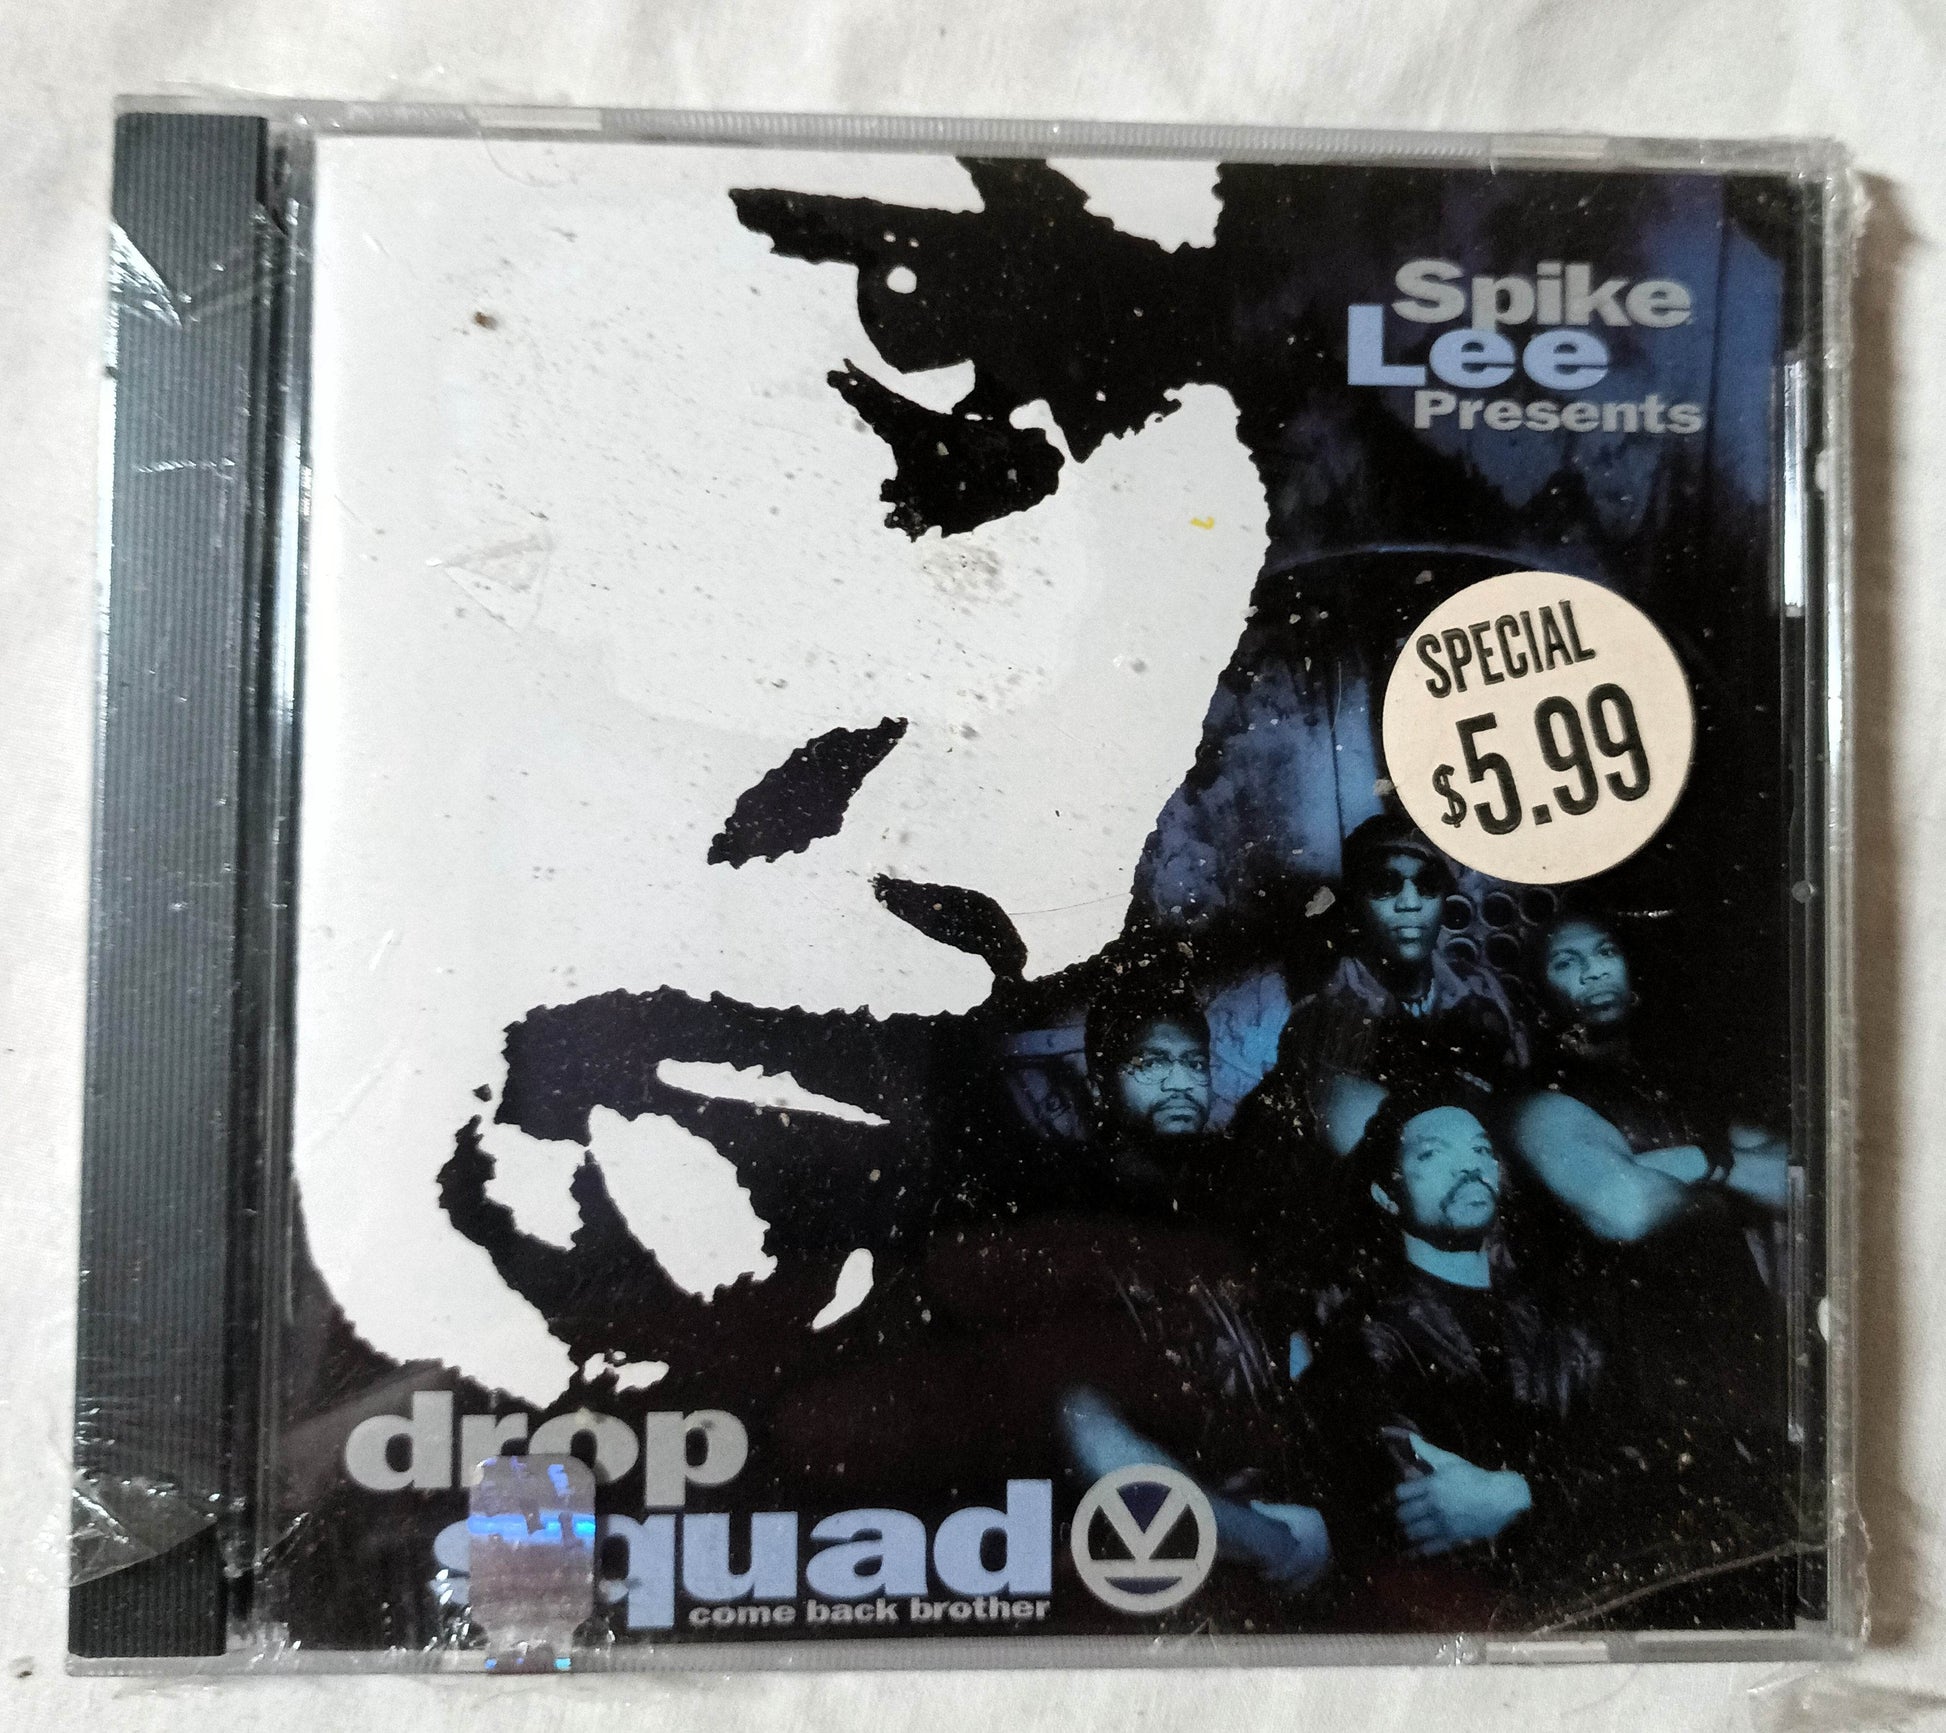 Spike
Lee
Presents
SPECIAL
$5.99
drop
squad
come back brother